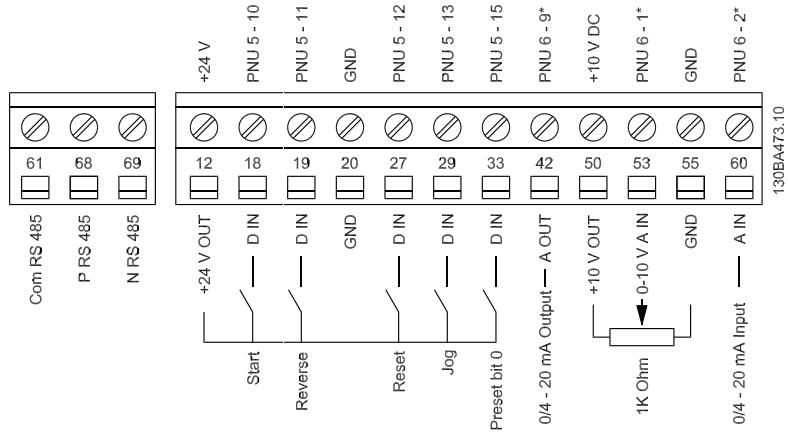 +24 V
PNU 5 - 10
PNU 5 - 11
GND
PNU 5 - 12
PNU 5 - 13
PNU 5 - 15
PNU 6 - 9*
+10 V DC
PNU 6 - 1*
GND
PNU 6 - 2*
61
68
69
12
18
19
20
27
29
33
42
50
53
55
60
130BA473.10
Com RS 485
P RS 485
N RS 485
+24 V OUT
D IN
D IN
GND
D IN
D IN
D IN
0/4 - 20 mA Output
A OUT
+10 V OUT
0-10 V A IN
GND
0/4 - 20 mA Input
A IN
Start
Reverse
Reset
Jog
Preset bit 0
1K Ohm